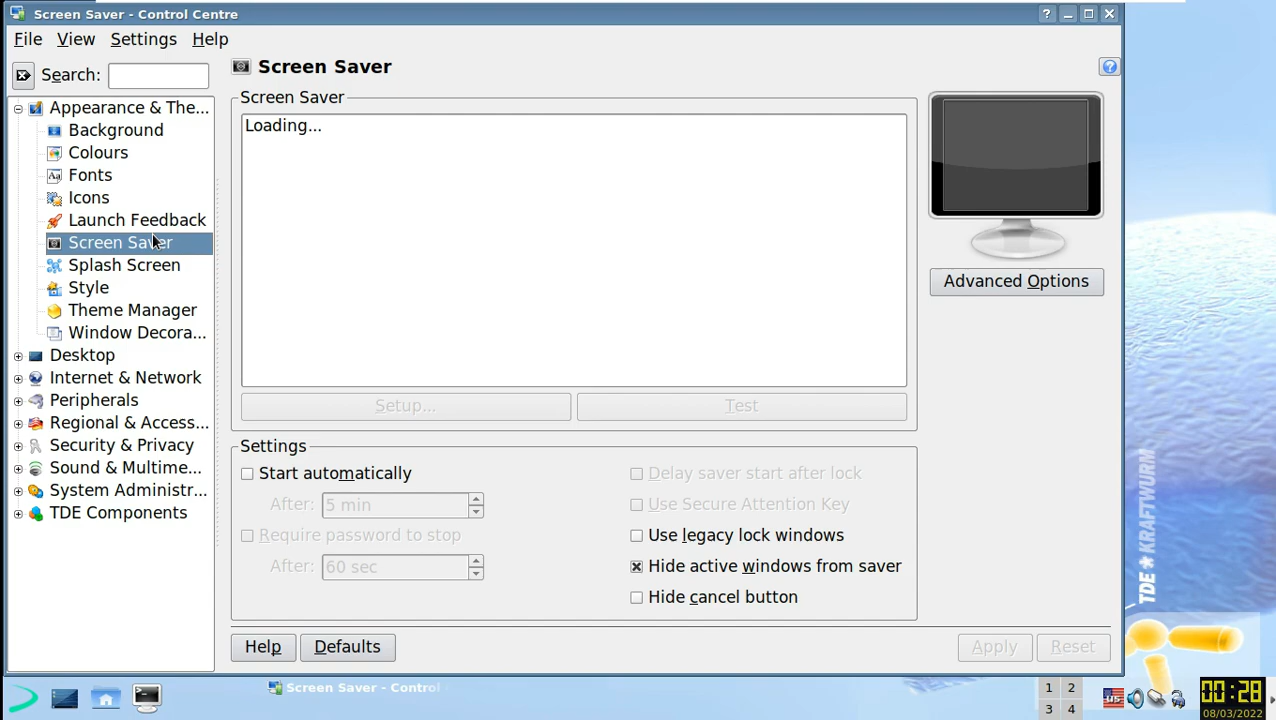 Screen Saver - Control Centre
File View Settings Help
Search:
Screen Saver
Appearance & The...
Background
Colours
Fonts
Icons
Launch Feedback
Screen Saver
Splash Screen
Style
Theme Manager
Window Decora...
Desktop
Internet & Network
Peripherals
Regional & Access...
Security & Privacy
Sound & Multime...
System Administr...
TDE Components
Screen Saver
Loading...
Setup... Test
Advanced Options
Settings
Start automatically
After: 5 min
Require password to stop
After: 60 sec
Delay saver start after lock
Use Secure Attention Key
Use legacy lock windows
Hide active windows from saver
Hide cancel button
Help Defaults Apply Reset
TDE KRAFTWURM
Screen Saver - Control
1 2
3 4
US
00:28
08/03/2022